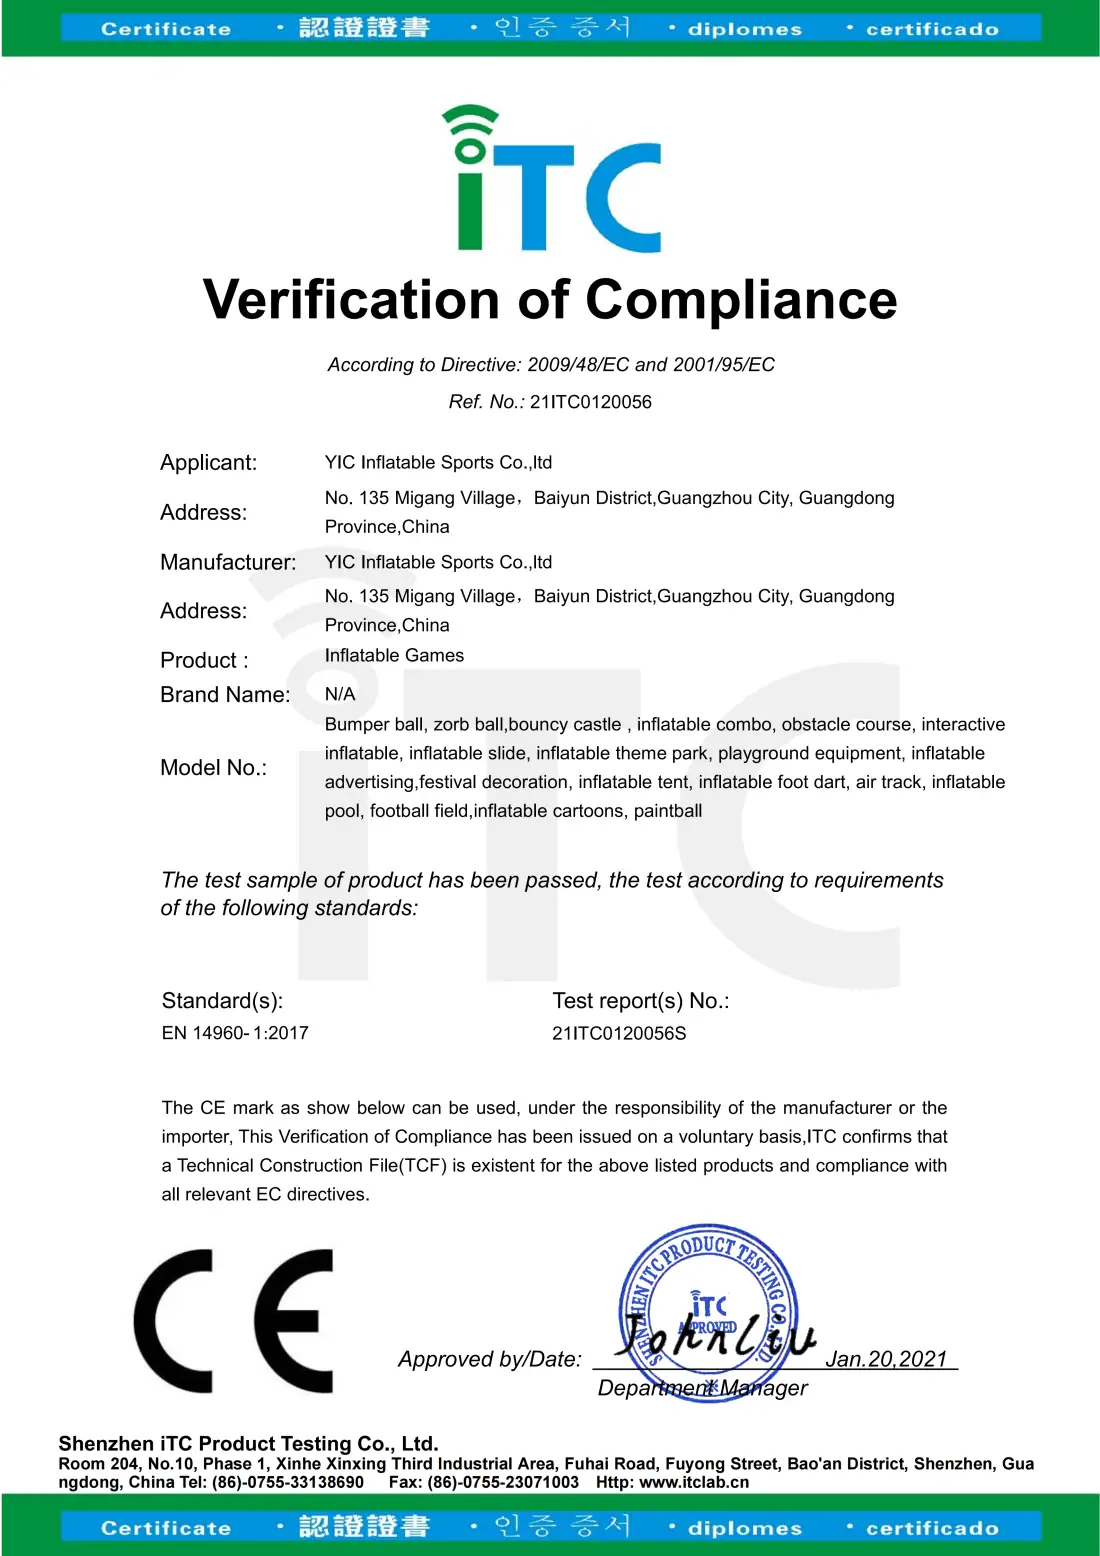 Certificate · 認證證書 · 인증 증서 · diplomes · certificado
iTC
Verification of Compliance
According to Directive: 2009/48/EC and 2001/95/EC
Ref. No.: 21ITC0120056
Applicant: YIC Inflatable Sports Co.,ltd
Address: No. 135 Migang Village，Baiyun District,Guangzhou City, Guangdong
Province,China
Manufacturer: YIC Inflatable Sports Co.,ltd
Address: No. 135 Migang Village，Baiyun District,Guangzhou City, Guangdong
Province,China
Product : Inflatable Games
Brand Name: N/A
Model No.: Bumper ball, zorb ball,bouncy castle , inflatable combo, obstacle course, interactive
inflatable, inflatable slide, inflatable theme park, playground equipment, inflatable
advertising,festival decoration, inflatable tent, inflatable foot dart, air track, inflatable
pool, football field,inflatable cartoons, paintball
iTC
The test sample of product has been passed, the test according to requirements
of the following standards:
Standard(s): Test report(s) No.:
EN 14960- 1:2017 21ITC0120056S
The CE mark as show below can be used, under the responsibility of the manufacturer or the
importer, This Verification of Compliance has been issued on a voluntary basis,ITC confirms that
a Technical Construction File(TCF) is existent for the above listed products and compliance with
all relevant EC directives.
CE
SHENZHEN ITC PRODUCT TESTING CO.,LTD.
iTC
APPROVED
John Liu
Approved by/Date: Jan.20,2021
Department Manager
Shenzhen iTC Product Testing Co., Ltd.
Room 204, No.10, Phase 1, Xinhe Xinxing Third Industrial Area, Fuhai Road, Fuyong Street, Bao'an District, Shenzhen, Gua
ngdong, China Tel: (86)-0755-33138690 Fax: (86)-0755-23071003 Http: www.itclab.cn
Certificate · 認證證書 · 인증 증서 · diplomes · certificado